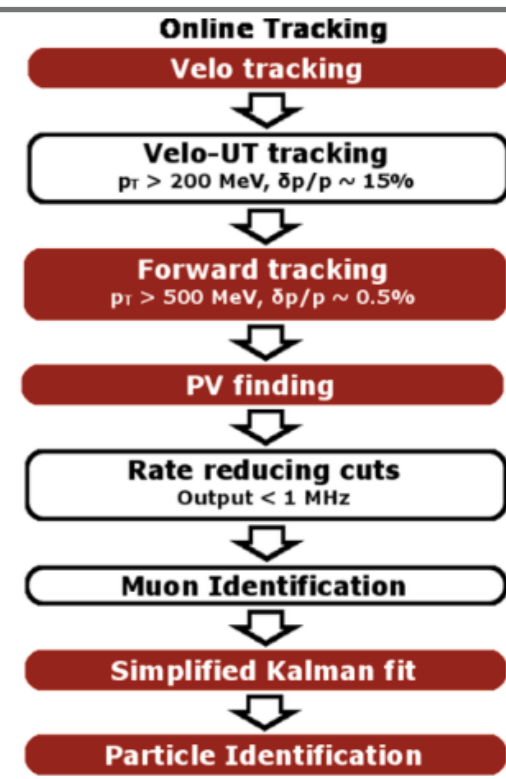 Online Tracking
Velo tracking
Velo-UT tracking
pT > 200 MeV, δp/p ~ 15%
Forward tracking
pT > 500 MeV, δp/p ~ 0.5%
PV finding
Rate reducing cuts
Output < 1 MHz
Muon Identification
Simplified Kalman fit
Particle Identification